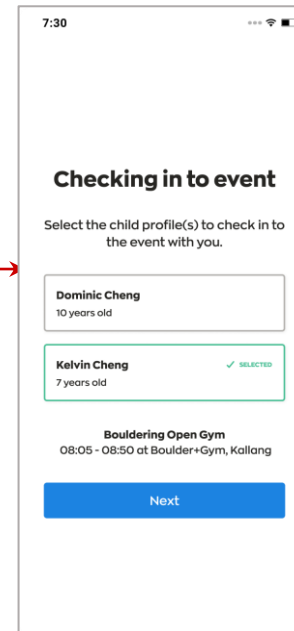 7:30
Checking in to event
Select the child profile(s) to check in to
the event with you.
Dominic Cheng
10 years old
Kelvin Cheng
SELECTED
7 years old
Bouldering Open Gym
08:05 - 08:50 at Boulder+Gym, Kallang
Next